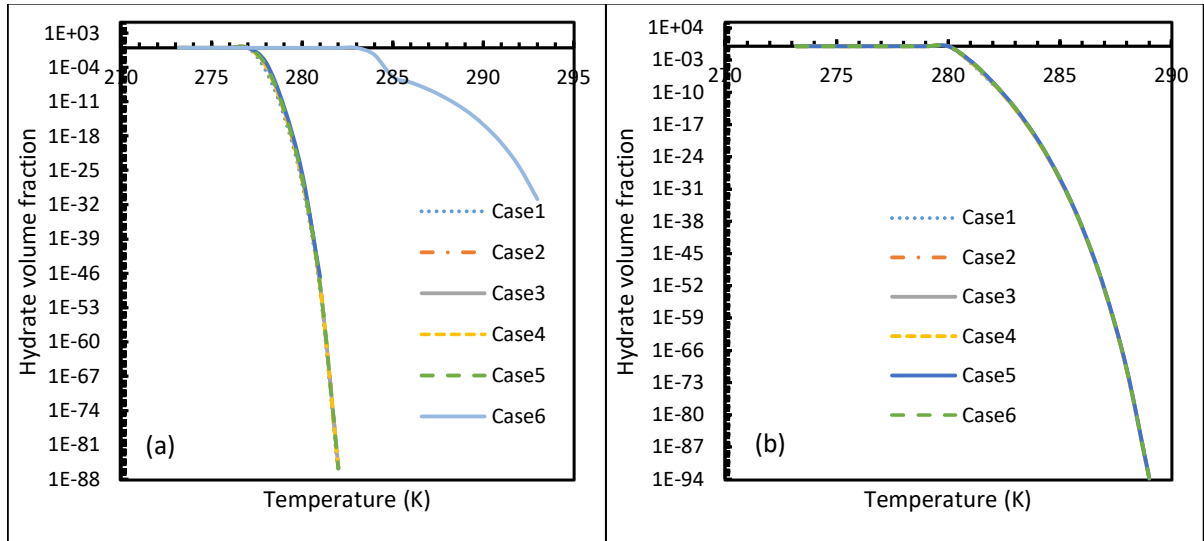 1E+03
1E-04
1E-11
1E-18
1E-25
1E-32
1E-39
1E-46
1E-53
1E-60
1E-67
1E-74
1E-81
1E-88
270 275 280 285 290 295
Hydrate volume fraction
Temperature (K)
Case1
Case2
Case3
Case4
Case5
Case6
(a)
1E+04
1E-03
1E-10
1E-17
1E-24
1E-31
1E-38
1E-45
1E-52
1E-59
1E-66
1E-73
1E-80
1E-87
1E-94
270 275 280 285 290
Hydrate volume fraction
Temperature (K)
Case1
Case2
Case3
Case4
Case5
Case6
(b)